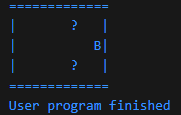 =============
|       ?   |
|          B|
|       ?   |
=============
User program finished